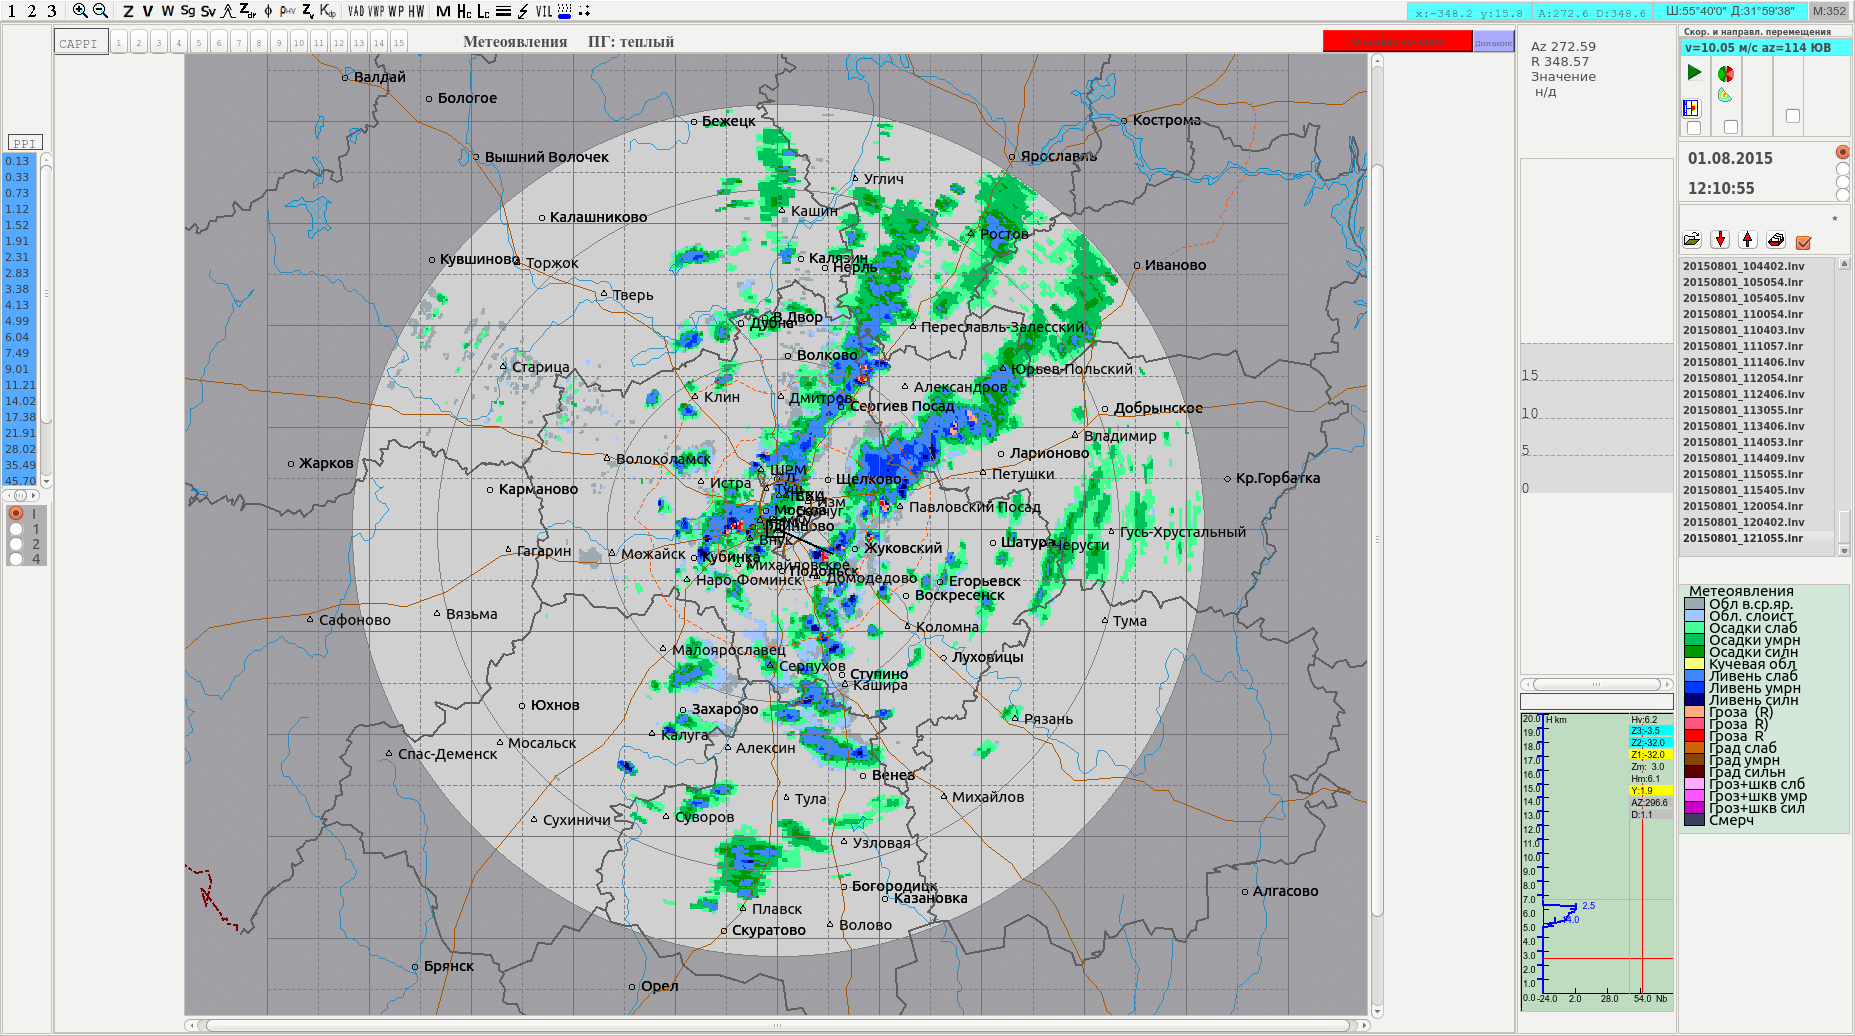 1 2 3 Z V W Sg Sv Zdr ϕ ρHV Zv Kdp VAD VWP WP HW M Hc Lc VIL
x:-348.2 y:15.8 A:272.6 D:348.6 Ш:55°40'0" Д:31°59'38" M:352
CAPPI 1 2 3 4 5 6 7 8 9 10 11 12 13 14 15
Метеоявления ПГ: теплый
Динамик
PPI
0.13
0.33
0.73
1.12
1.52
1.91
2.31
2.83
3.38
4.13
4.99
6.04
7.49
9.01
11.21
14.02
17.38
21.91
28.02
35.49
45.70
I
1
2
4
Валдай
Бологое
Бежецк
Кострома
Вышний Волочек
Ярославль
Углич
Калашниково
Кашин
Ростов
Кувшиново
Торжок
Калязин
Нерль
Иваново
Тверь
Дубна
В.Двор
Переславль-Залесский
Волково
Старица
Юрьев-Польский
Александров
Клин
Дмитров
Сергиев Посад
Добрынское
Владимир
Ларионово
Жарков
Волоколамск
ШРМ
Петушки
Карманово
Истра
Щелково
Кр.Горбатка
Павловский Посад
Гусь-Хрустальный
Гагарин
Можайск
Кубинка
Внук
Жуковский
Шатура
Черусти
Михайловское
Подольск
Наро-Фоминск
Домодедово
Егорьевск
Воскресенск
Вязьма
Сафоново
Коломна
Тума
Малоярославец
Серпухов
Луховицы
Ступино
Кашира
Юхнов
Захарово
Рязань
Калуга
Мосальск
Алексин
Спас-Деменск
Венев
Тула
Михайлов
Сухиничи
Суворов
Узловая
Богородицк
Казановка
Алгасово
Плавск
Волово
Скуратово
Брянск
Орел
Az 272.59
R 348.57
Значение
н/д
15
10
5
0
Скор. и направл. перемещения
v=10.05 м/с az=114 ЮВ
01.08.2015
12:10:55
*
20150801_104402.lnv
20150801_105054.lnr
20150801_105405.lnv
20150801_110054.lnr
20150801_110403.lnv
20150801_111057.lnr
20150801_111406.lnv
20150801_112054.lnr
20150801_112406.lnv
20150801_113055.lnr
20150801_113406.lnv
20150801_114053.lnr
20150801_114409.lnv
20150801_115055.lnr
20150801_115405.lnv
20150801_120054.lnr
20150801_120402.lnv
20150801_121055.lnr
Метеоявления
Обл в.ср.яр.
Обл. слоист
Осадки слаб
Осадки умрн
Осадки силн
Кучевая обл
Ливень слаб
Ливень умрн
Ливень силн
Гроза (R)
Гроза R)
Гроза R
Град слаб
Град умрн
Град сильн
Гроз+шкв слб
Гроз+шкв умр
Гроз+шкв сил
Смерч
20.0 H km
19.0
18.0
17.0
16.0
15.0
14.0
13.0
12.0
11.0
10.0
9.0
8.0
7.0
6.0
5.0
4.0
3.0
2.0
1.0
0.0 -24.0 2.0 28.0 54.0 Nb
Hv:6.2
Z3:-3.5
Z2:-32.0
Z1:-32.0
Zm: 3.0
Hm:6.1
Y:1.9
AZ:296.6
D:1.1
2.5
4.0